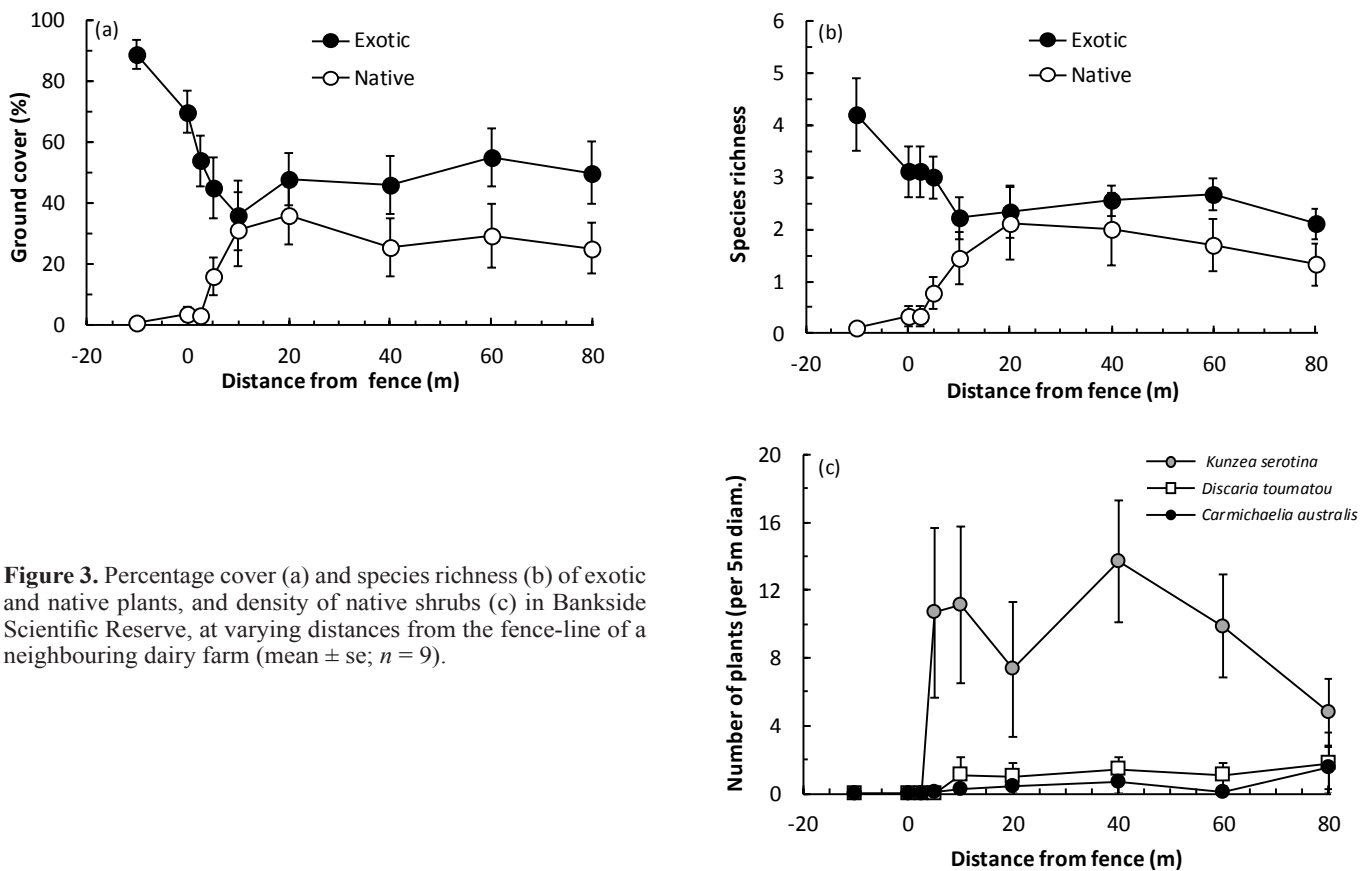 (a)
Exotic
Native
Ground cover (%)
100
80
60
40
20
0
-20 0 20 40 60 80
Distance from fence (m)
(b)
Exotic
Native
Species richness
6
5
4
3
2
1
0
-20 0 20 40 60 80
Distance from fence (m)
(c)
Kunzea serotina
Discaria toumatou
Carmichaelia australis
Number of plants (per 5m diam.)
20
16
12
8
4
0
-20 0 20 40 60 80
Distance from fence (m)
Figure 3. Percentage cover (a) and species richness (b) of exotic
and native plants, and density of native shrubs (c) in Bankside
Scientific Reserve, at varying distances from the fence-line of a
neighbouring dairy farm (mean ± se; n = 9).